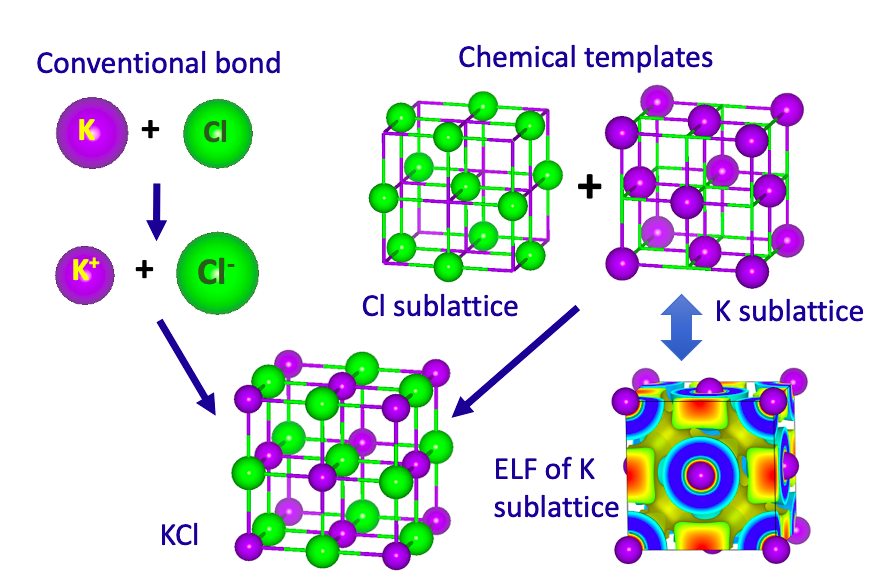 Conventional bond
Chemical templates
K + Cl
+
K⁺ + Cl⁻
Cl sublattice
K sublattice
ELF of K
sublattice
KCl